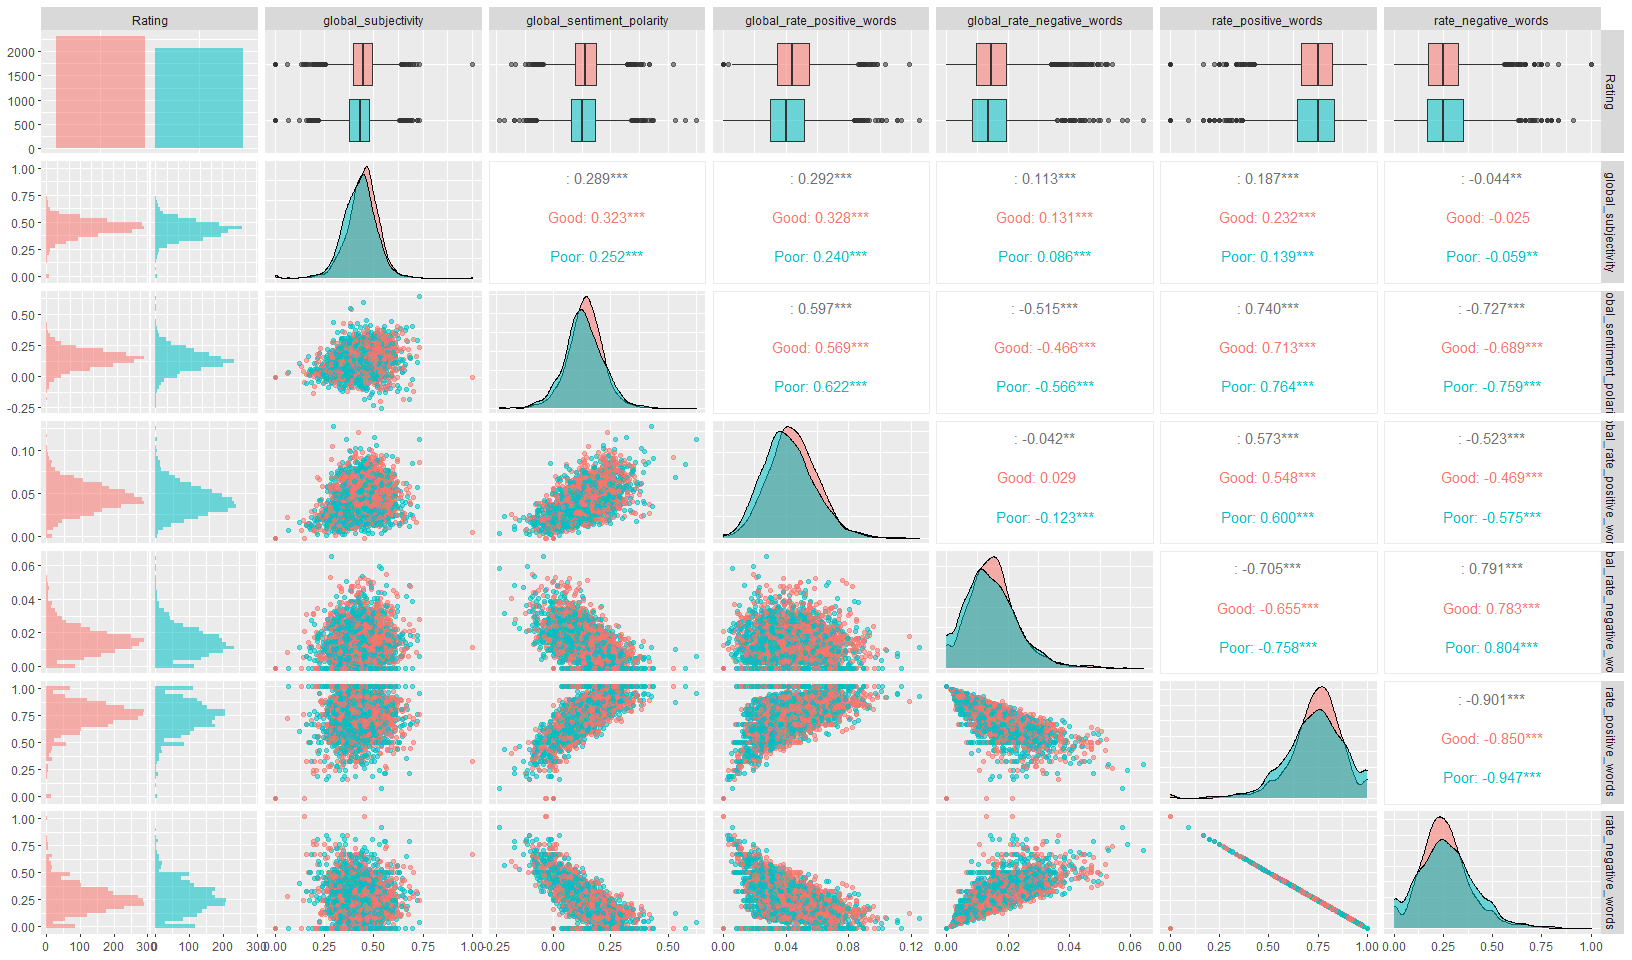 Rating
global_subjectivity
global_sentiment_polarity
global_rate_positive_words
global_rate_negative_words
rate_positive_words
rate_negative_words
2000
1500
1000
500
0
Rating
1.00
0.75
0.50
0.25
0.00
: 0.289***
: 0.292***
: 0.113***
: 0.187***
: -0.044**
Good: 0.323***
Good: 0.328***
Good: 0.131***
Good: 0.232***
Good: -0.025
Poor: 0.252***
Poor: 0.240***
Poor: 0.086***
Poor: 0.139***
Poor: -0.059**
global_subjectivity
0.50
0.25
0.00
-0.25
: 0.597***
: -0.515***
: 0.740***
: -0.727***
Good: 0.569***
Good: -0.466***
Good: 0.713***
Good: -0.689***
Poor: 0.622***
Poor: -0.566***
Poor: 0.764***
Poor: -0.759***
obal_sentiment_polari
0.10
0.05
0.00
: -0.042**
: 0.573***
: -0.523***
Good: 0.029
Good: 0.548***
Good: -0.469***
Poor: -0.123***
Poor: 0.600***
Poor: -0.575***
bal_rate_positive_wor
0.06
0.04
0.02
0.00
: -0.705***
: 0.791***
Good: -0.655***
Good: 0.783***
Poor: -0.758***
Poor: 0.804***
bal_rate_negative_wo
1.00
0.75
0.50
0.25
0.00
: -0.901***
Good: -0.850***
Poor: -0.947***
rate_positive_words
1.00
0.75
0.50
0.25
0.00
rate_negative_words
0 100 200 300 100 200 300
0.00 0.25 0.50 0.75 1.00
-0.25 0.00 0.25 0.50
0.00 0.04 0.08 0.12
0.00 0.02 0.04 0.06
0.00 0.25 0.50 0.75 1.00
0.00 0.25 0.50 0.75 1.00